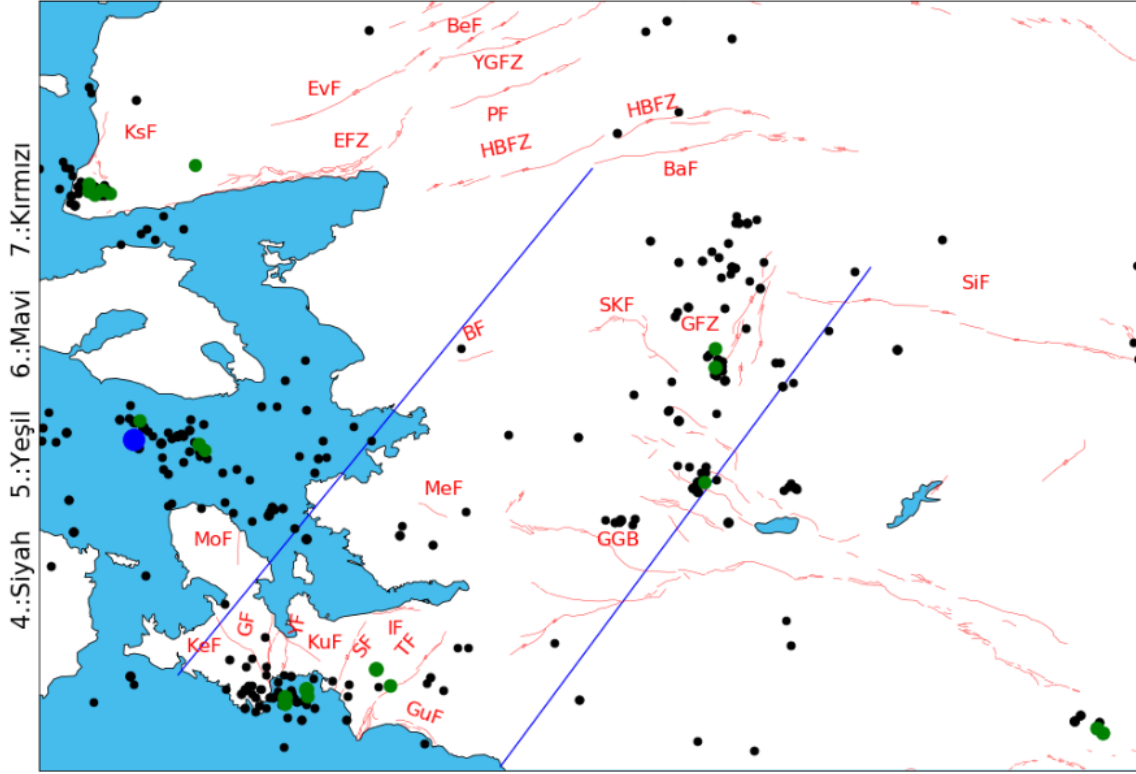 4.:Siyah 5.:Yeşil 6.:Mavi 7.:Kırmızı
BeF
YGFZ
EvF
PF
HBFZ
KsF
EFZ
HBFZ
BaF
SiF
SKF
GFZ
BF
MeF
MoF
GGB
GF
YF
IF
KeF
KuF
SF
TF
GuF